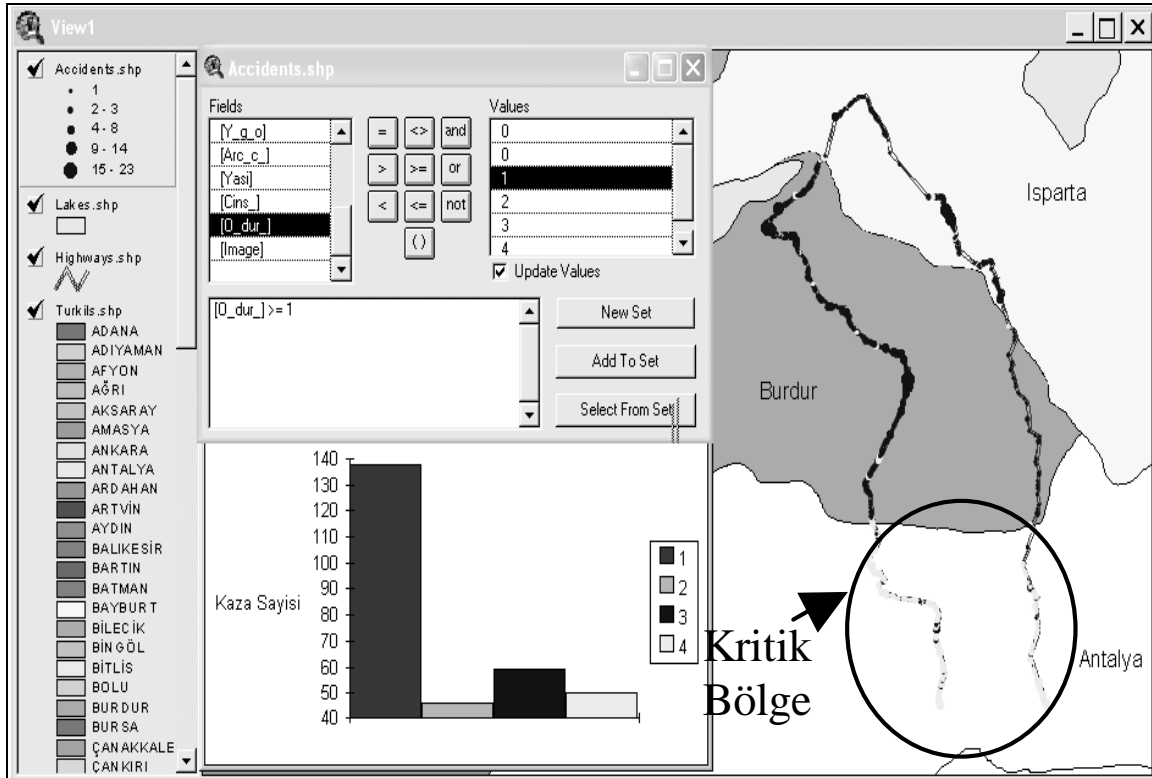 View1
Accidents.shp
1
2 - 3
4 - 8
9 - 14
15 - 23
Lakes.shp
Highways.shp
Turkils.shp
ADANA
ADIYAMAN
AFYON
AĞRI
AKSARAY
AMASYA
ANKARA
ANTALYA
ARDAHAN
ARTVİN
AYDIN
BALIKESİR
BARTIN
BATMAN
BAYBURT
BİLECİK
BİNGÖL
BİTLİS
BOLU
BURDUR
BURSA
ÇANAKKALE
ÇANKIRI
Accidents.shp
Fields
[Y_g_o]
[Arc_c_]
[Yasi]
[Cins_]
[O_dur_]
[Image]
= <> and
> >= or
< <= not
()
Values
0
0
1
2
3
4
Update Values
[O_dur_] >= 1
New Set
Add To Set
Select From Set
140
130
120
110
100
90
80
70
60
50
40
Kaza Sayisi
1
2
3
4
Isparta
Burdur
Antalya
Kritik
Bölge